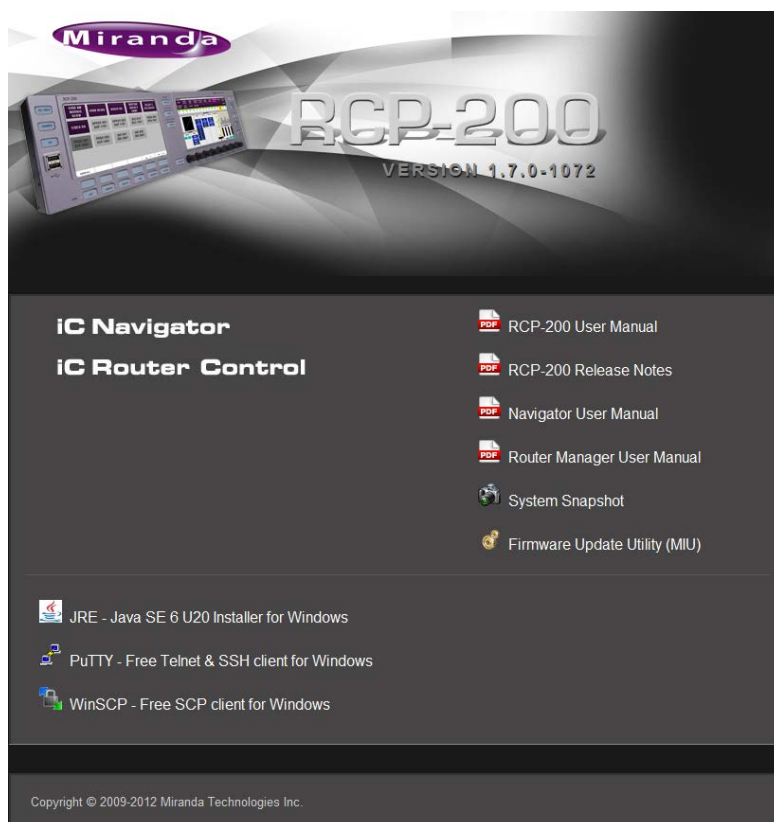 Miranda
RCP-200
VERSION 1.7.0-1072
iC Navigator
iC Router Control
RCP-200 User Manual
RCP-200 Release Notes
Navigator User Manual
Router Manager User Manual
System Snapshot
Firmware Update Utility (MIU)
JRE - Java SE 6 U20 Installer for Windows
PuTTY - Free Telnet & SSH client for Windows
WinSCP - Free SCP client for Windows
Copyright © 2009-2012 Miranda Technologies Inc.